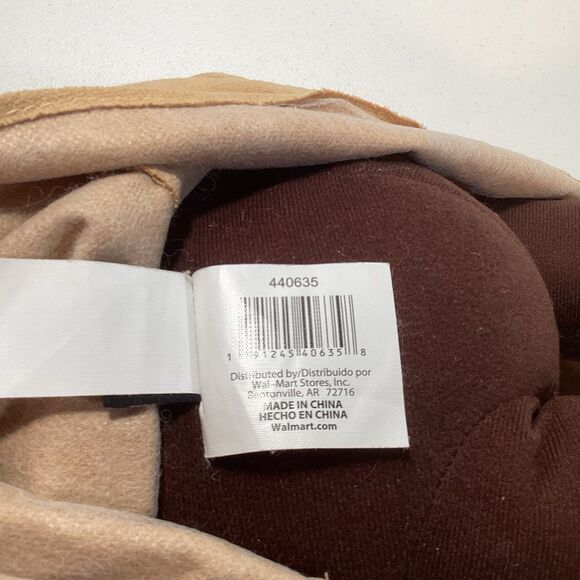 440635
1 91245 40635 8
Distributed by/Distribuido por
Wal-Mart Stores, Inc.
Bentonville, AR 72716
MADE IN CHINA
HECHO EN CHINA
Walmart.com